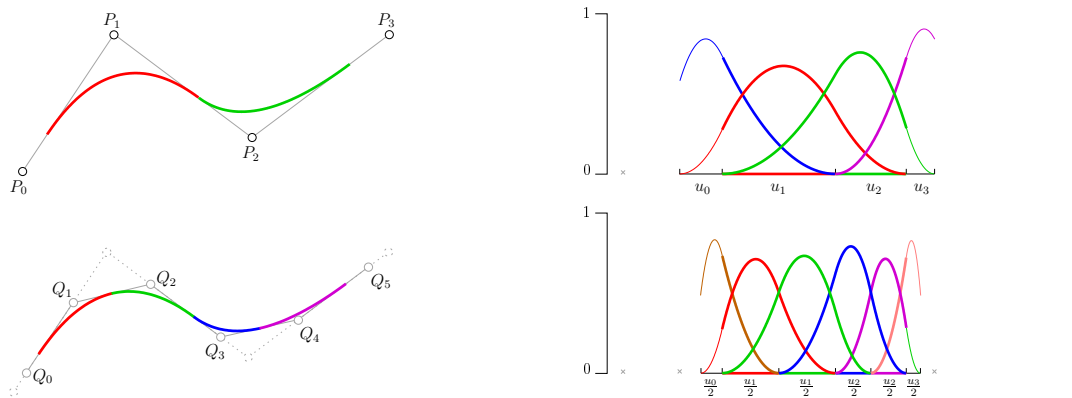 P₁
P₃
P₂
P₀
1
0
u₀ u₁ u₂ u₃
Q₁ Q₂
Q₅
Q₃ Q₄
Q₀
1
0
u₀/2 u₁/2 u₁/2 u₂/2 u₂/2 u₃/2